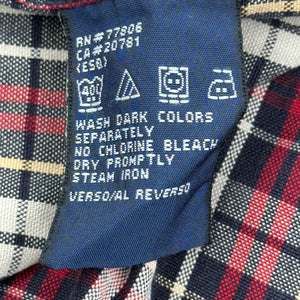 RN#77806
CA#20781
(ESQ)
40C
WASH DARK COLORS
SEPARATELY
NO CHLORINE BLEACH
DRY PROMPTLY
STEAM IRON
VERSO/AL REVERSO